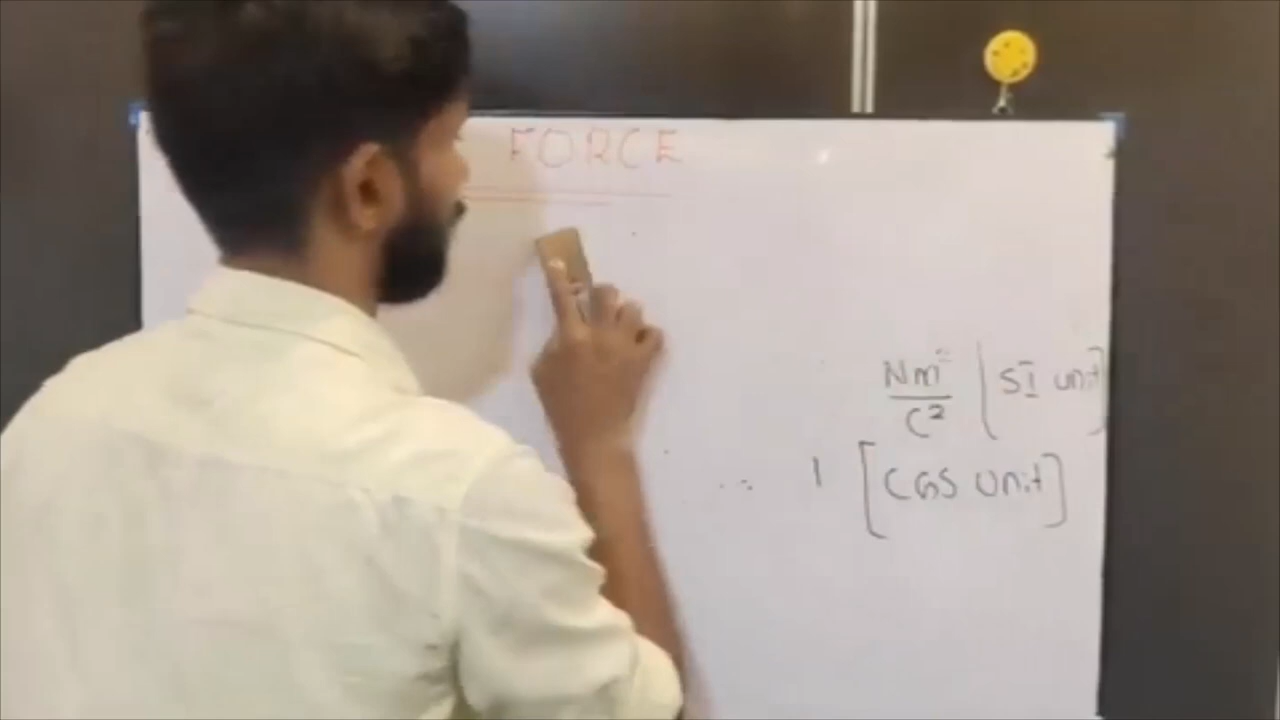 FORCE
Nm²/C² (SI unit)
1 [CGS Unit]